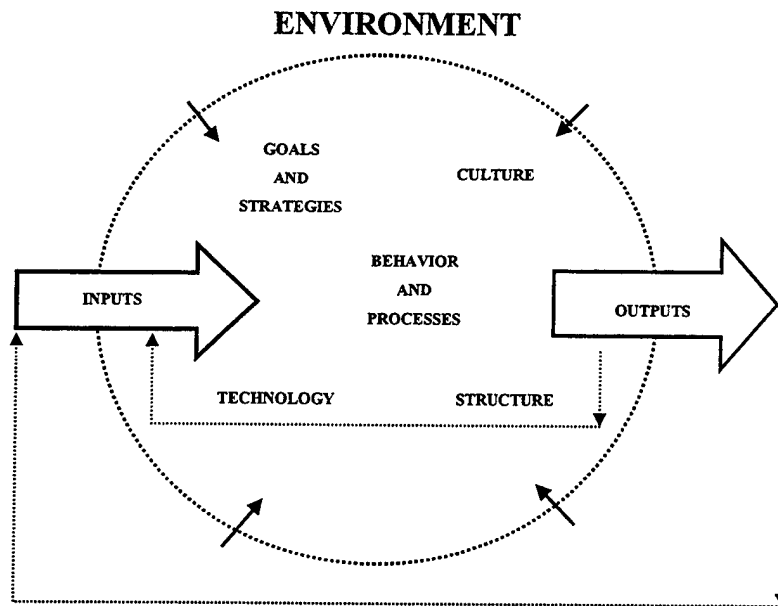 ENVIRONMENT
GOALS
AND
STRATEGIES
CULTURE
BEHAVIOR
AND
PROCESSES
INPUTS
OUTPUTS
TECHNOLOGY
STRUCTURE